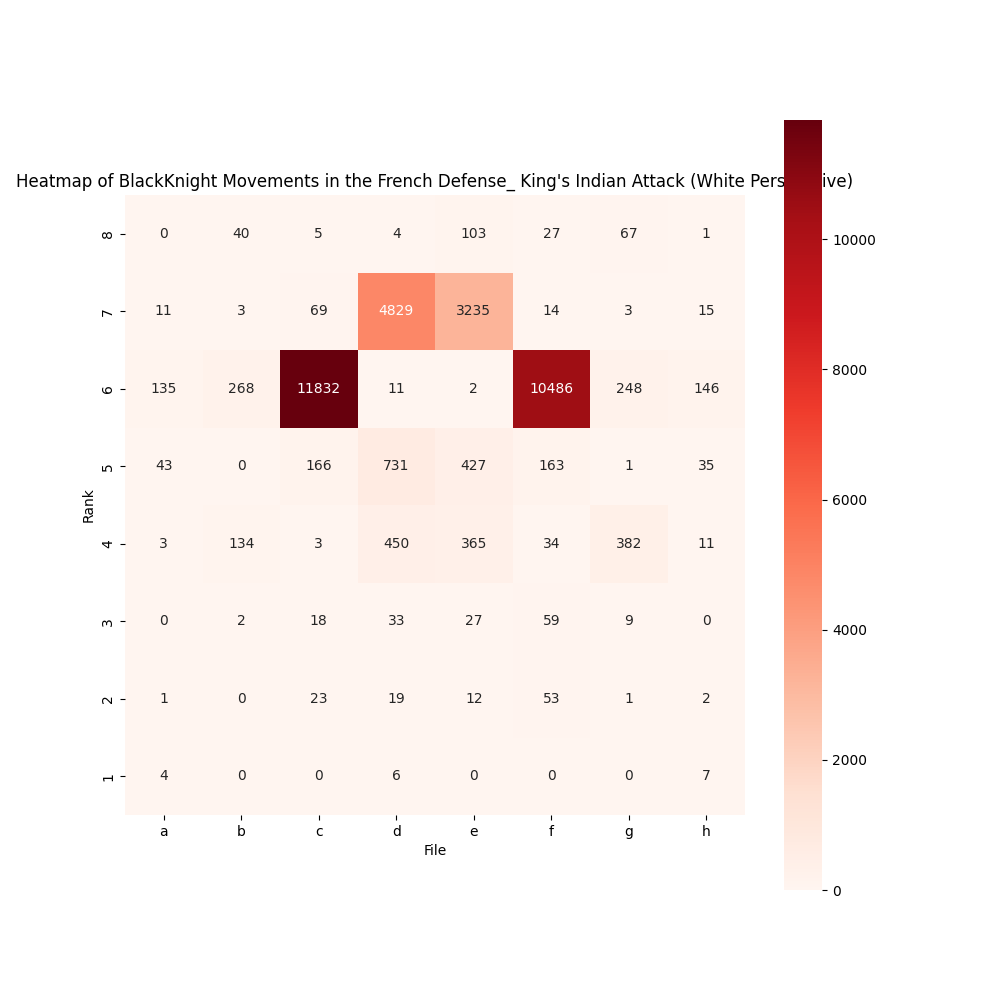 Heatmap of BlackKnight Movements in the French Defense_ King's Indian Attack (White Pers ive)
8 0 40 5 4 103 27 67 1
10000
7 11 3 69 4829 3235 14 3 15
8000
6 135 268 11832 11 2 10486 248 146
5 43 0 166 731 427 163 1 35
6000
Rank
4 3 134 3 450 365 34 382 11
4000
3 0 2 18 33 27 59 9 0
2 1 0 23 19 12 53 1 2
2000
1 4 0 0 6 0 0 0 7
a b c d e f g h
File
0